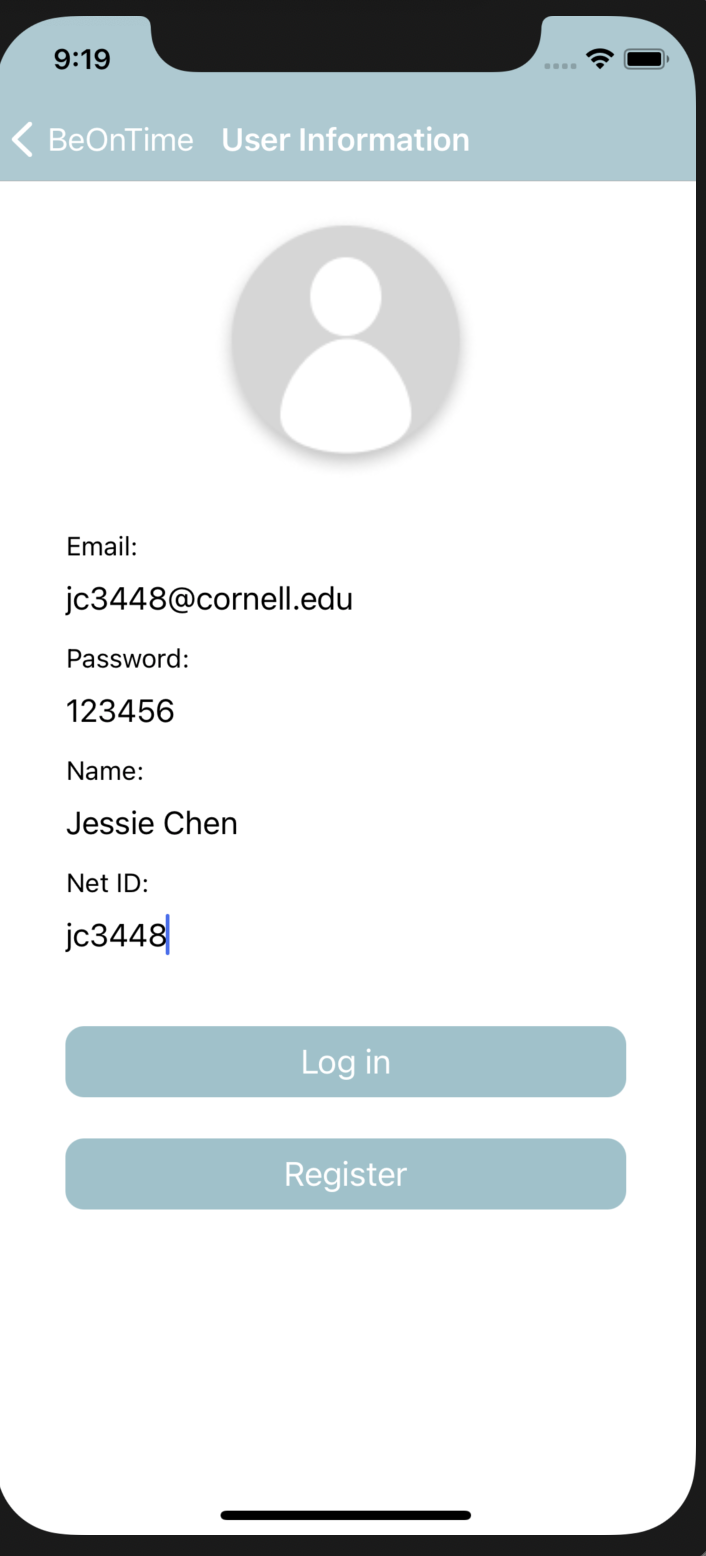 9:19
BeOnTime User Information
Email:
jc3448@cornell.edu
Password:
123456
Name:
Jessie Chen
Net ID:
jc3448
Log in
Register